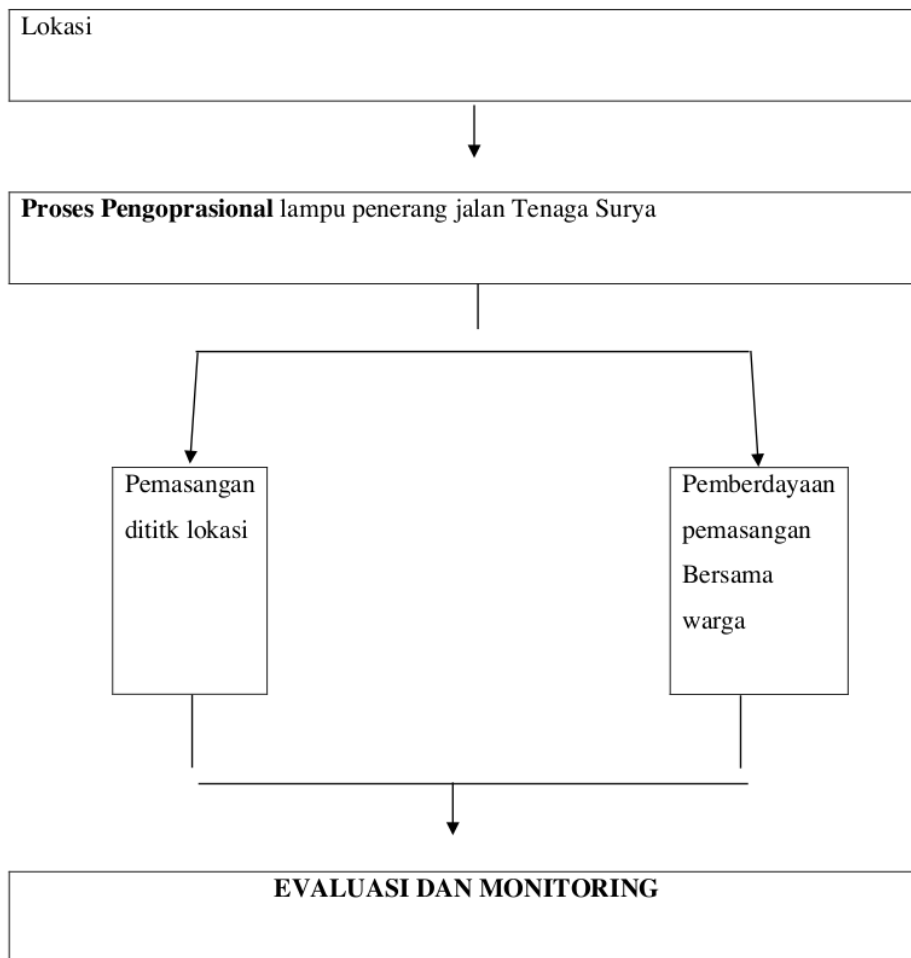 Lokasi
Proses Pengoprasional lampu penerang jalan Tenaga Surya
Pemasangan
dititk lokasi
Pemberdayaan
pemasangan
Bersama
warga
EVALUASI DAN MONITORING